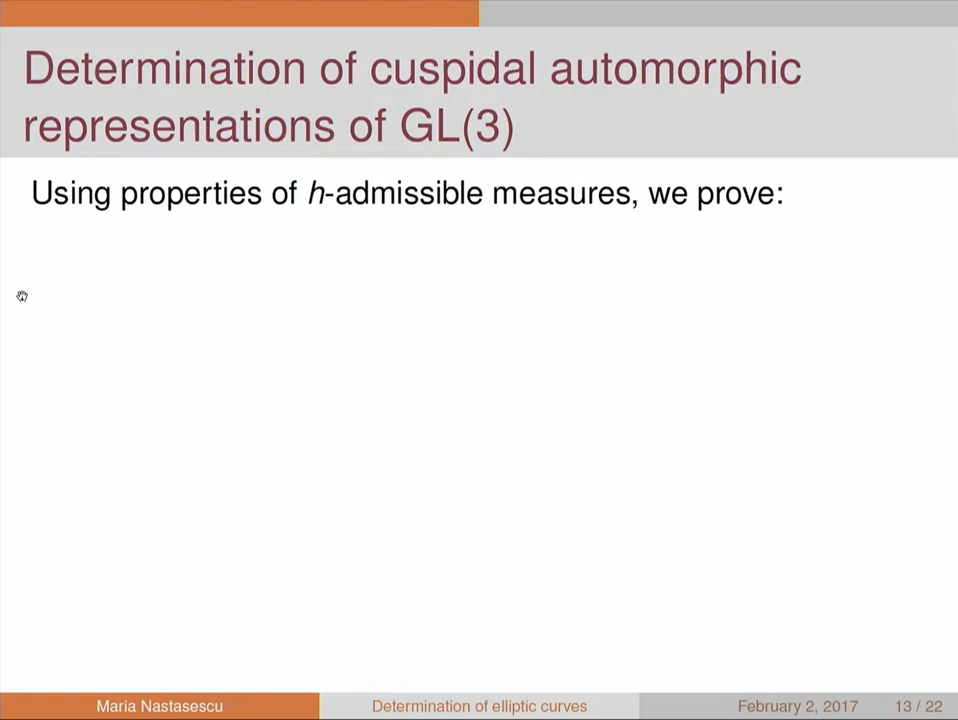 Determination of cuspidal automorphic
representations of GL(3)
Using properties of h-admissible measures, we prove:
Maria Nastasescu
Determination of elliptic curves
February 2, 2017
13 / 22